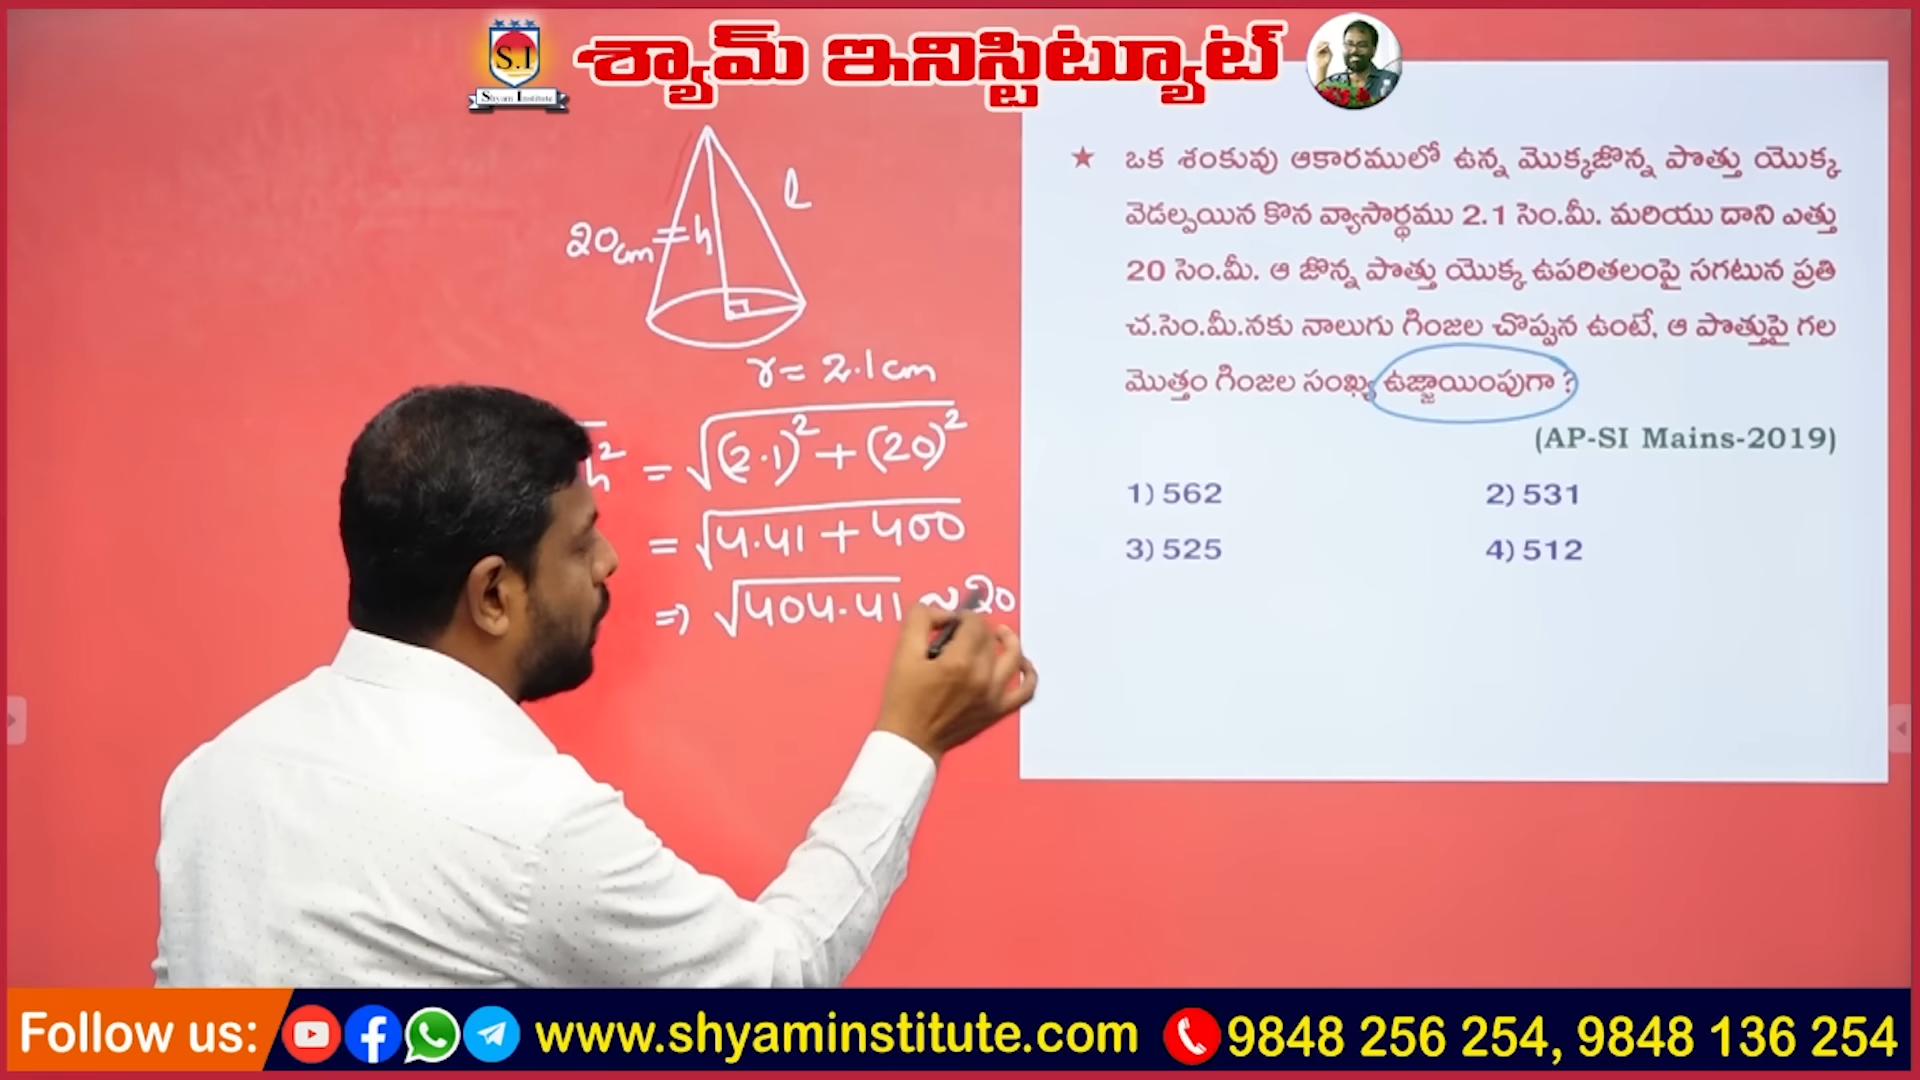 S.I
Shyam Institute
శ్యామ్ ఇనిస్టిట్యూట్
l
20cm = h
r = 2.1cm
h² = √(2.1)² + (20)²
= √4.41 + 400
⇒ √404.41 ≈ 20
★ ఒక శంకువు ఆకారములో ఉన్న మొక్కజొన్న పొత్తు యొక్క
వెడల్పయిన కొన వ్యాసార్థము 2.1 సెం.మీ. మరియు దాని ఎత్తు
20 సెం.మీ. ఆ జొన్న పొత్తు యొక్క ఉపరితలంపై సగటున ప్రతి
చ.సెం.మీ.నకు నాలుగు గింజల చొప్పున ఉంటే, ఆ పొత్తుపై గల
మొత్తం గింజల సంఖ్య ఉజ్జాయింపుగా ?
(AP-SI Mains-2019)
1) 562 2) 531
3) 525 4) 512
Follow us: www.shyaminstitute.com 9848 256 254, 9848 136 254